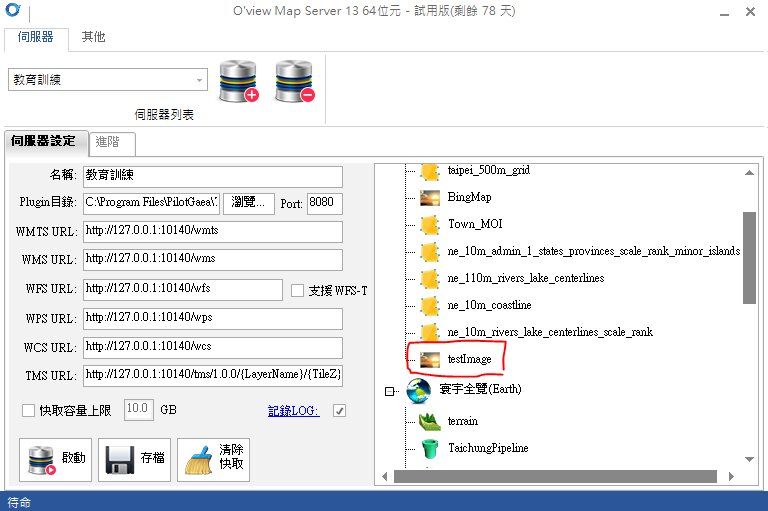 O'view Map Server 13 64位元 - 試用版(剩餘 78 天)
伺服器
其他
教育訓練
伺服器列表
伺服器設定
進階
名稱: 教育訓練
Plugin目錄: C:\Program Files\PilotGaea\ 瀏覽... Port: 8080
WMTS URL: http://127.0.0.1:10140/wmts
WMS URL: http://127.0.0.1:10140/wms
WFS URL: http://127.0.0.1:10140/wfs 支援 WFS-T
WPS URL: http://127.0.0.1:10140/wps
WCS URL: http://127.0.0.1:10140/wcs
TMS URL: http://127.0.0.1:10140/tms/1.0.0/{LayerName}/{TileZ}
快取容量上限 10.0 GB 記錄LOG:
啟動
存檔
清除
快取
taipei_500m_grid
BingMap
Town_MOI
ne_10m_admin_1_states_provinces_scale_rank_minor_islands
ne_110m_rivers_lake_centerlines
ne_10m_coastline
ne_10m_rivers_lake_centerlines_scale_rank
testImage
寰宇全覽(Earth)
terrain
TaichungPipeline
待命